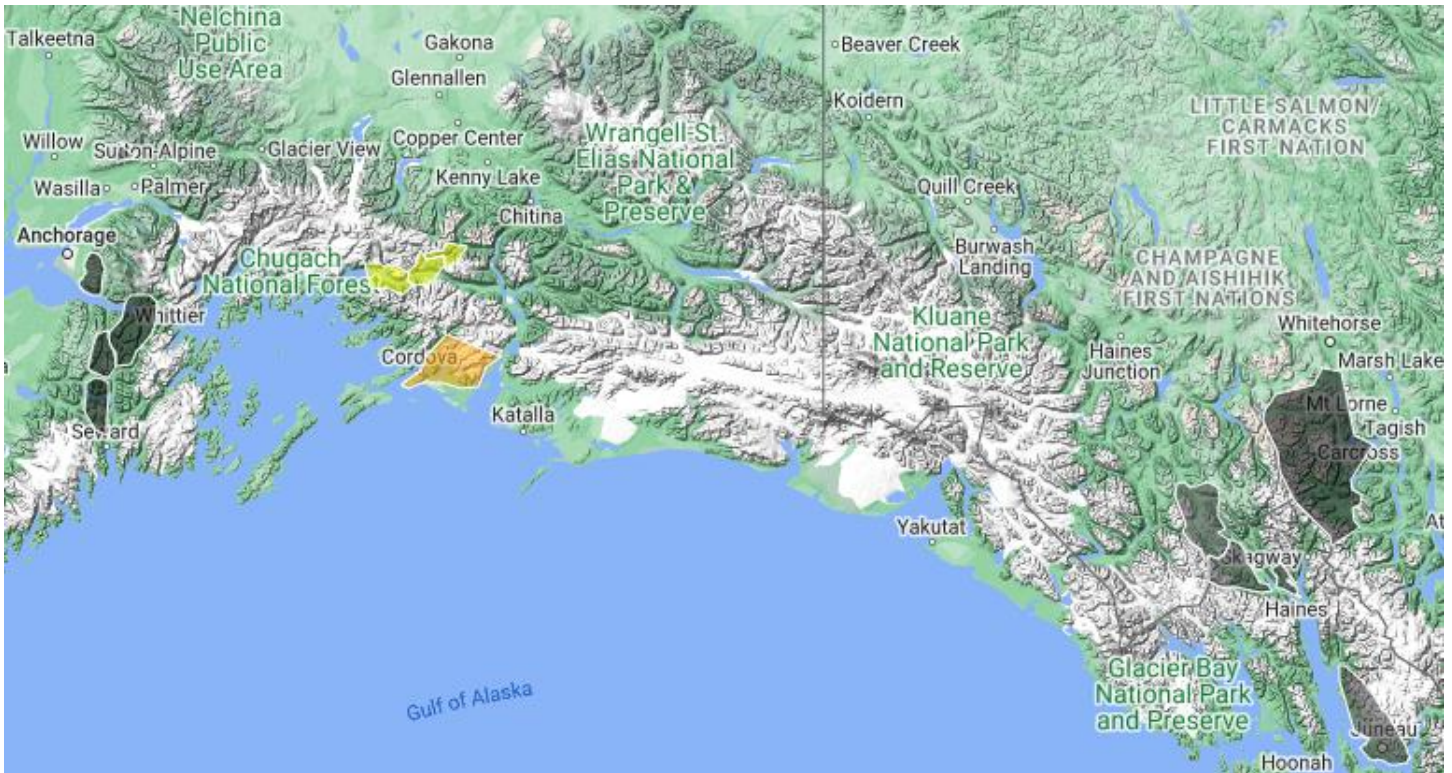 Nelchina
Public
Use Area
Talkeetna
Gakona
Glennallen
Beaver Creek
Koidern
LITTLE SALMON/
CARMACKS
FIRST NATION
Willow
Sutton-Alpine
Glacier View
Copper Center
Wrangell-St.
Elias National
Park &
Preserve
Wasilla
Palmer
Kenny Lake
Quill Creek
Chitina
Anchorage
Burwash
Landing
CHAMPAGNE
AND AISHIHIK
FIRST NATIONS
Chugach
National Forest
Whittier
Kluane
National Park
and Reserve
Whitehorse
Cordova
Haines
Junction
Marsh Lake
Katalla
Mt Lorne
Tagish
Carcross
Seward
Yakutat
At
Skagway
Haines
Gulf of Alaska
Glacier Bay
National Park
and Preserve
Juneau
Hoonah